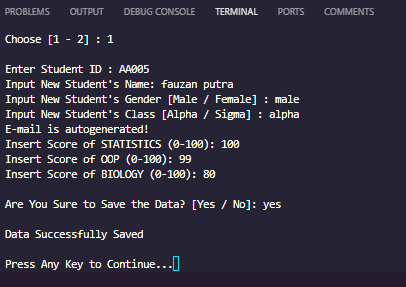 PROBLEMS OUTPUT DEBUG CONSOLE TERMINAL PORTS COMMENTS
Choose [1 - 2] : 1
Enter Student ID : AA005
Input New Student's Name: fauzan putra
Input New Student's Gender [Male / Female] : male
Input New Student's Class [Alpha / Sigma] : alpha
E-mail is autogenerated!
Insert Score of STATISTICS (0-100): 100
Insert Score of OOP (0-100): 99
Insert Score of BIOLOGY (0-100): 80
Are You Sure to Save the Data? [Yes / No]: yes
Data Successfully Saved
Press Any Key to Continue...